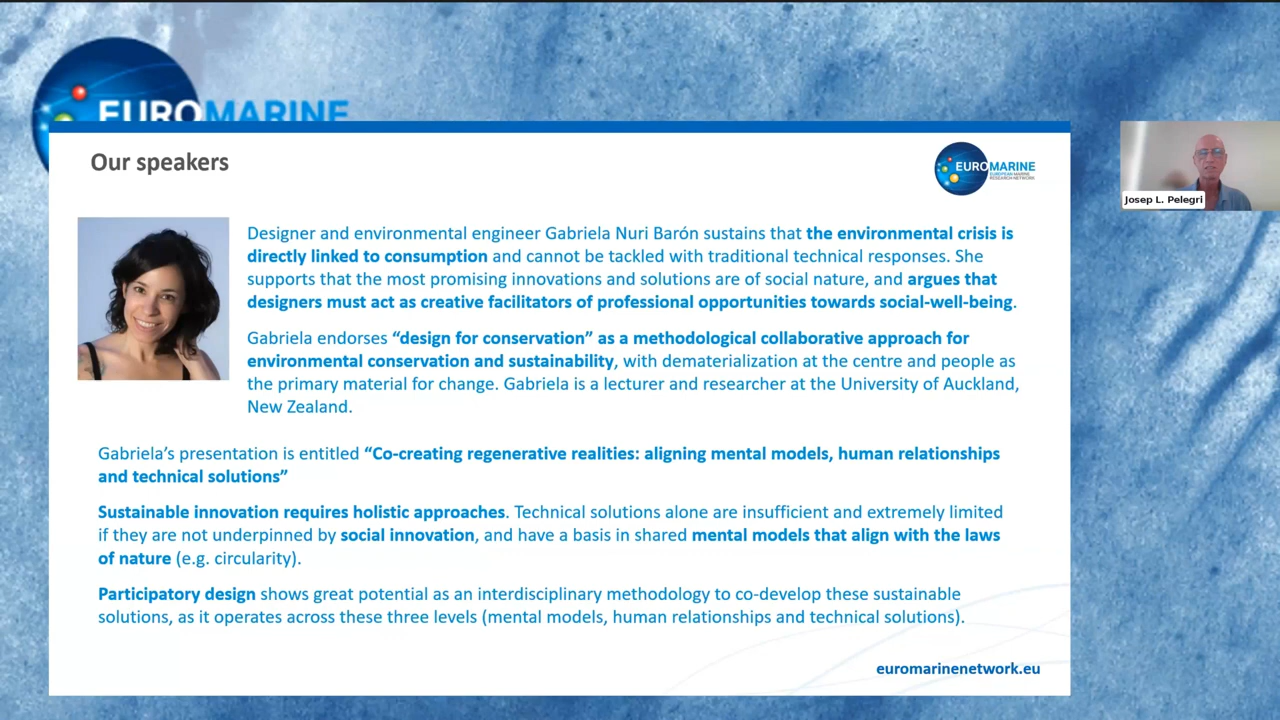 EUROMARINE
Our speakers
EUROMARINE
EUROPEAN MARINE
RESEARCH NETWORK
Josep L. Pelegri
Designer and environmental engineer Gabriela Nuri Barón sustains that the environmental crisis is
directly linked to consumption and cannot be tackled with traditional technical responses. She
supports that the most promising innovations and solutions are of social nature, and argues that
designers must act as creative facilitators of professional opportunities towards social-well-being.
Gabriela endorses “design for conservation” as a methodological collaborative approach for
environmental conservation and sustainability, with dematerialization at the centre and people as
the primary material for change. Gabriela is a lecturer and researcher at the University of Auckland,
New Zealand.
Gabriela’s presentation is entitled “Co-creating regenerative realities: aligning mental models, human relationships
and technical solutions”
Sustainable innovation requires holistic approaches. Technical solutions alone are insufficient and extremely limited
if they are not underpinned by social innovation, and have a basis in shared mental models that align with the laws
of nature (e.g. circularity).
Participatory design shows great potential as an interdisciplinary methodology to co-develop these sustainable
solutions, as it operates across these three levels (mental models, human relationships and technical solutions).
euromarinenetwork.eu